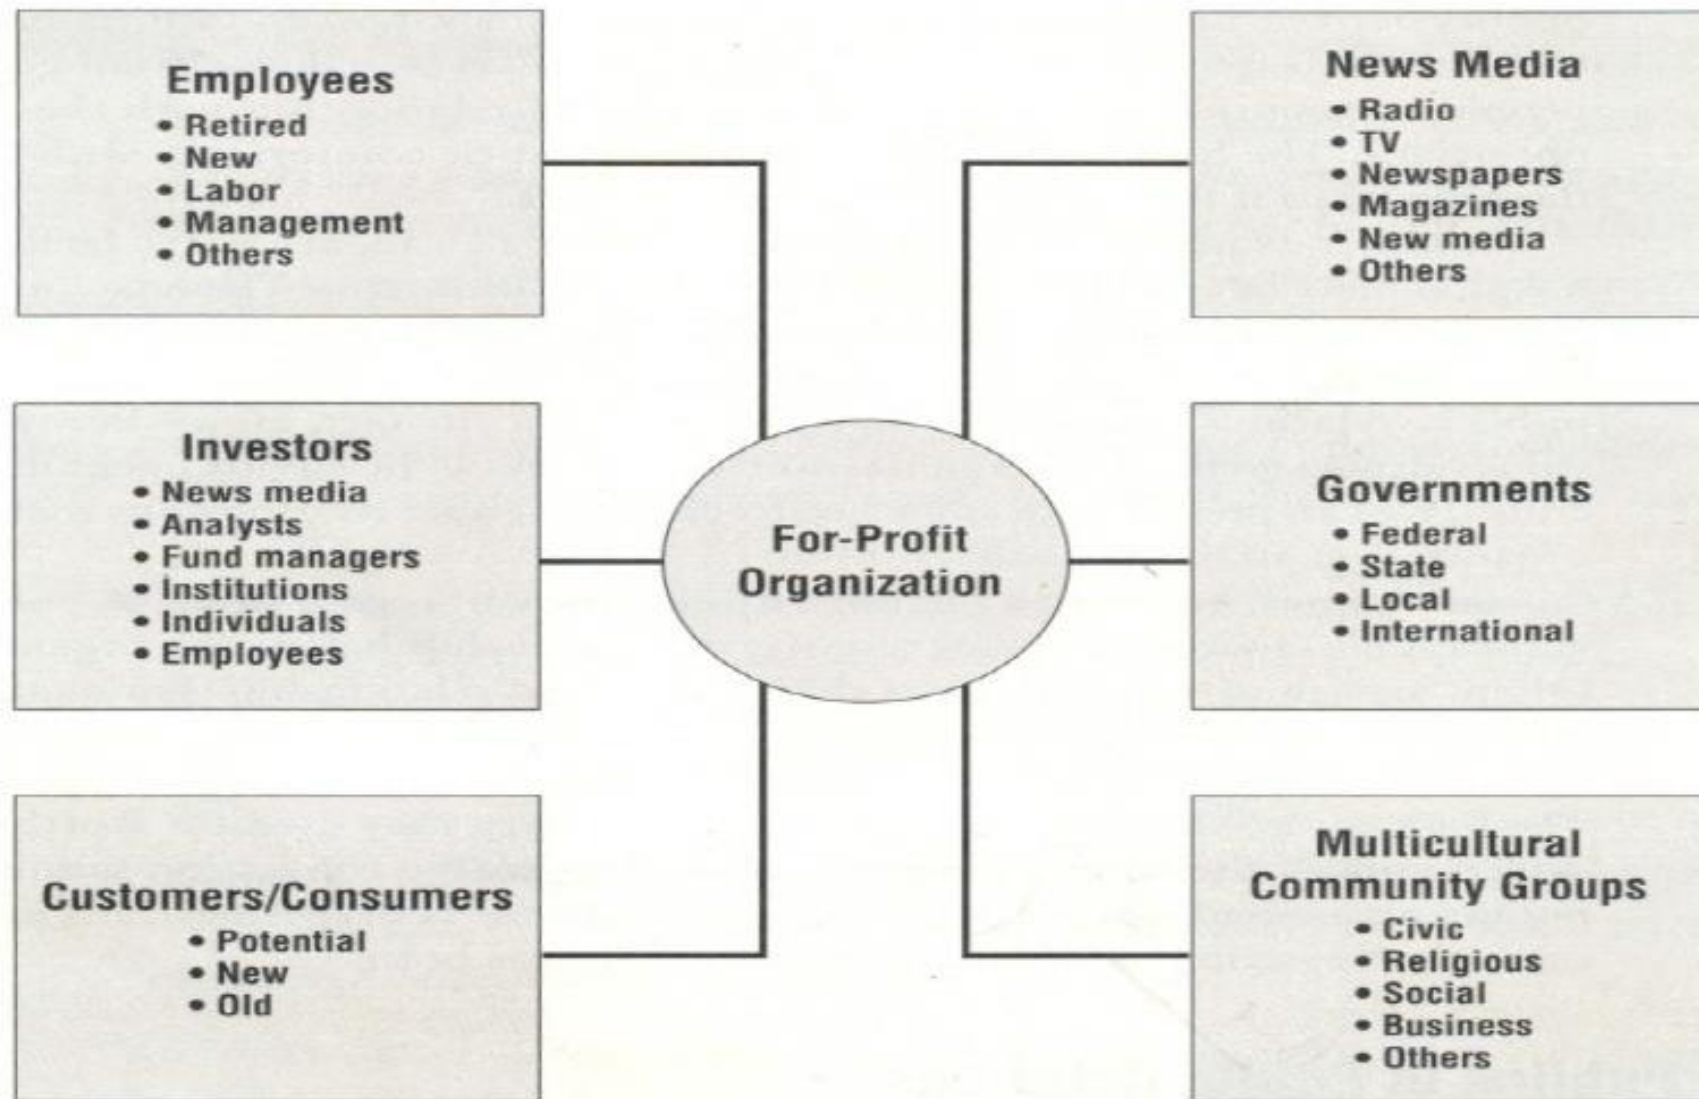 Employees
• Retired
• New
• Labor
• Management
• Others
News Media
• Radio
• TV
• Newspapers
• Magazines
• New media
• Others
Investors
• News media
• Analysts
• Fund managers
• Institutions
• Individuals
• Employees
For-Profit
Organization
Governments
• Federal
• State
• Local
• International
Customers/Consumers
• Potential
• New
• Old
Multicultural
Community Groups
• Civic
• Religious
• Social
• Business
• Others